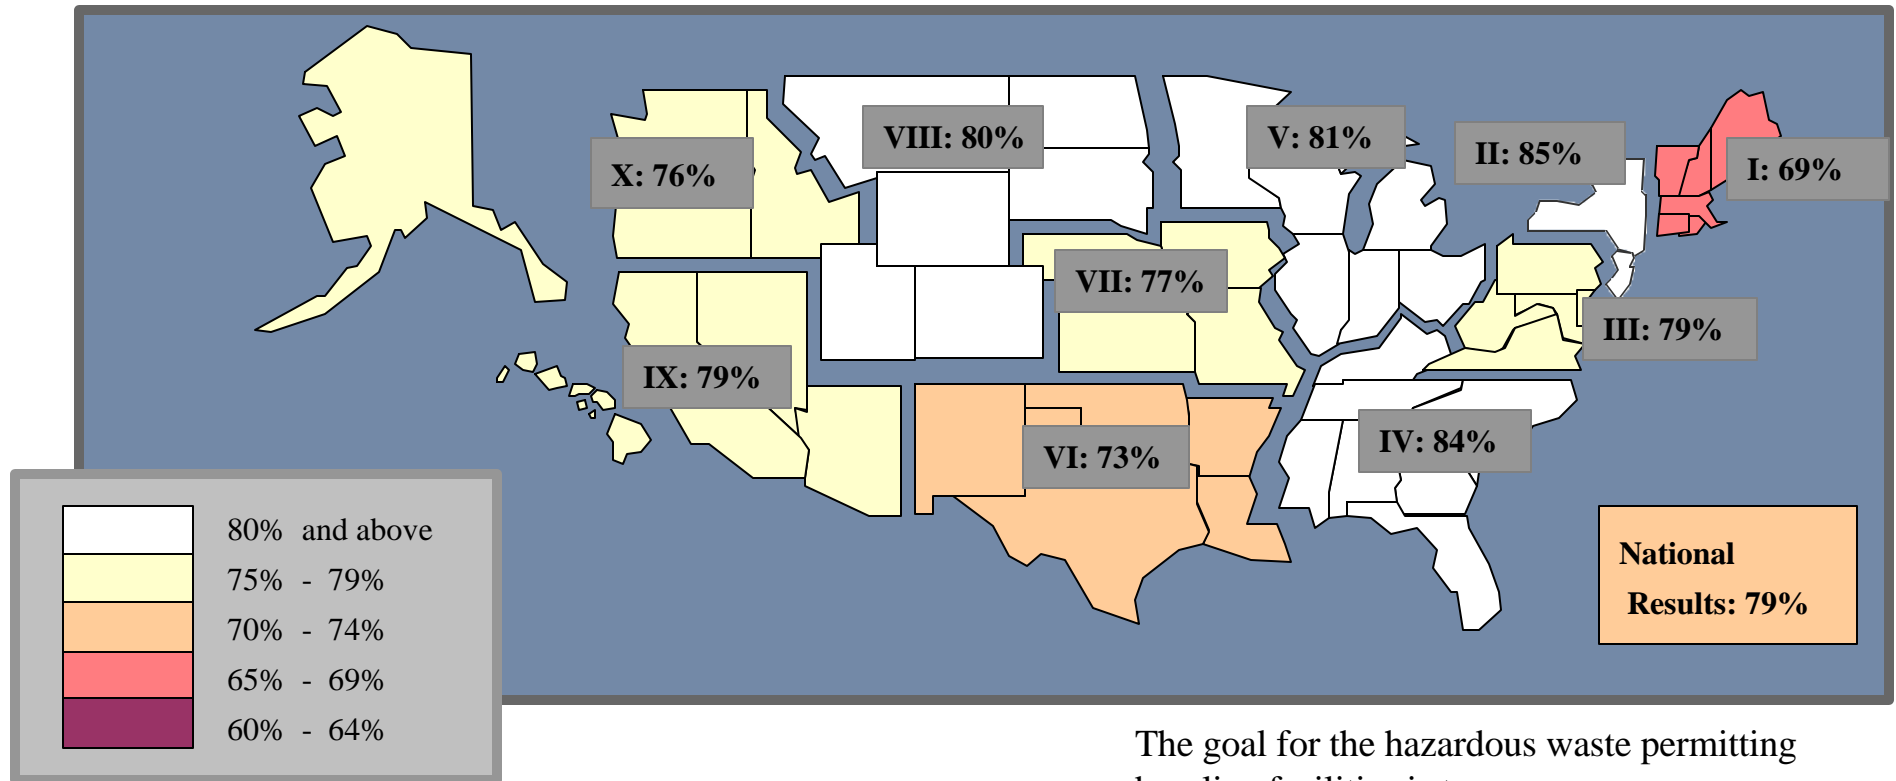 VIII: 80%
V: 81%
II: 85%
I: 69%
X: 76%
VII: 77%
III: 79%
IX: 79%
VI: 73%
IV: 84%
80% and above
75% - 79%
70% - 74%
65% - 69%
60% - 64%
National
Results: 79%
The goal for the hazardous waste permitting